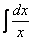 ∫ dx/x